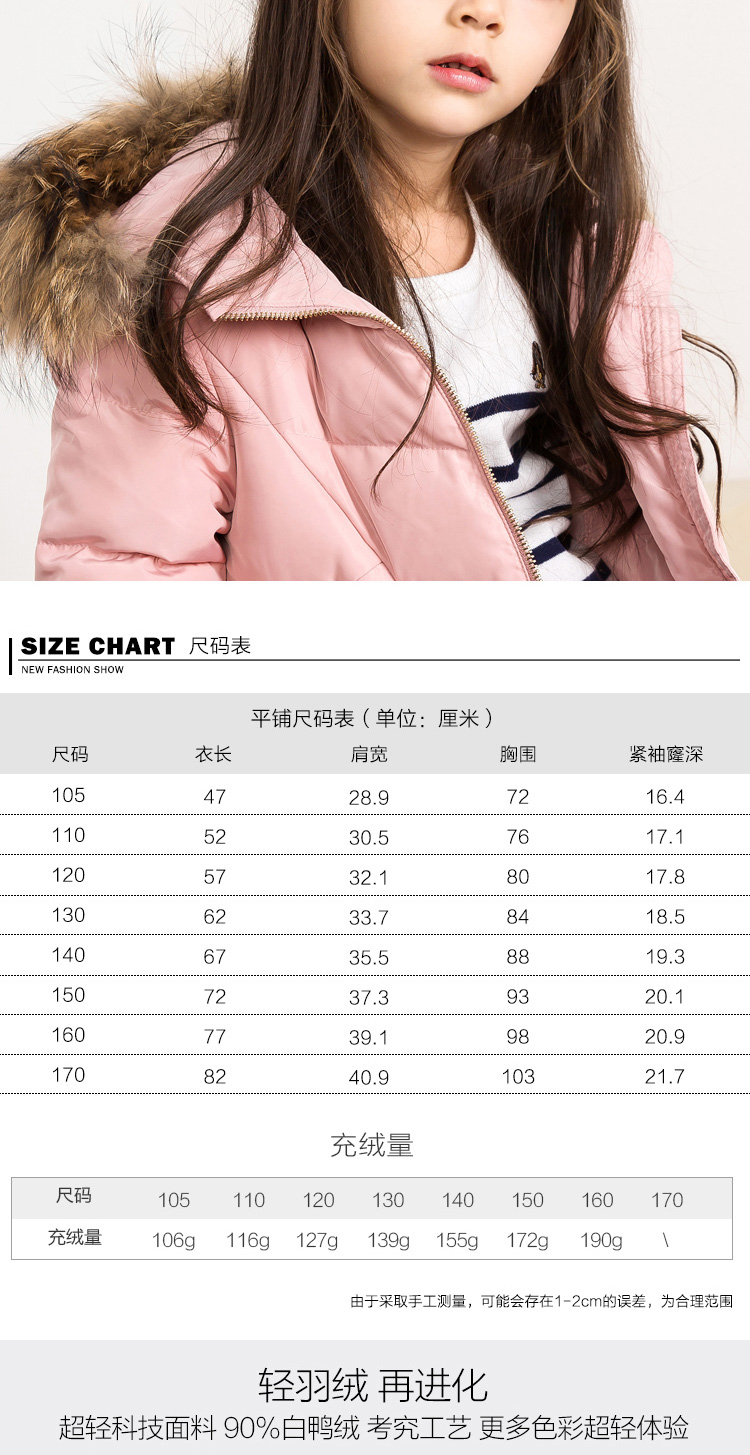 SIZE CHART 尺码表
NEW FASHION SHOW
平铺尺码表（单位：厘米）
尺码 衣长 肩宽 胸围 紧袖窿深
105 47 28.9 72 16.4
110 52 30.5 76 17.1
120 57 32.1 80 17.8
130 62 33.7 84 18.5
140 67 35.5 88 19.3
150 72 37.3 93 20.1
160 77 39.1 98 20.9
170 82 40.9 103 21.7
充绒量
尺码 105 110 120 130 140 150 160 170
充绒量 106g 116g 127g 139g 155g 172g 190g \
由于采取手工测量，可能会存在1-2cm的误差，为合理范围
轻羽绒 再进化
超轻科技面料 90%白鸭绒 考究工艺 更多色彩超轻体验